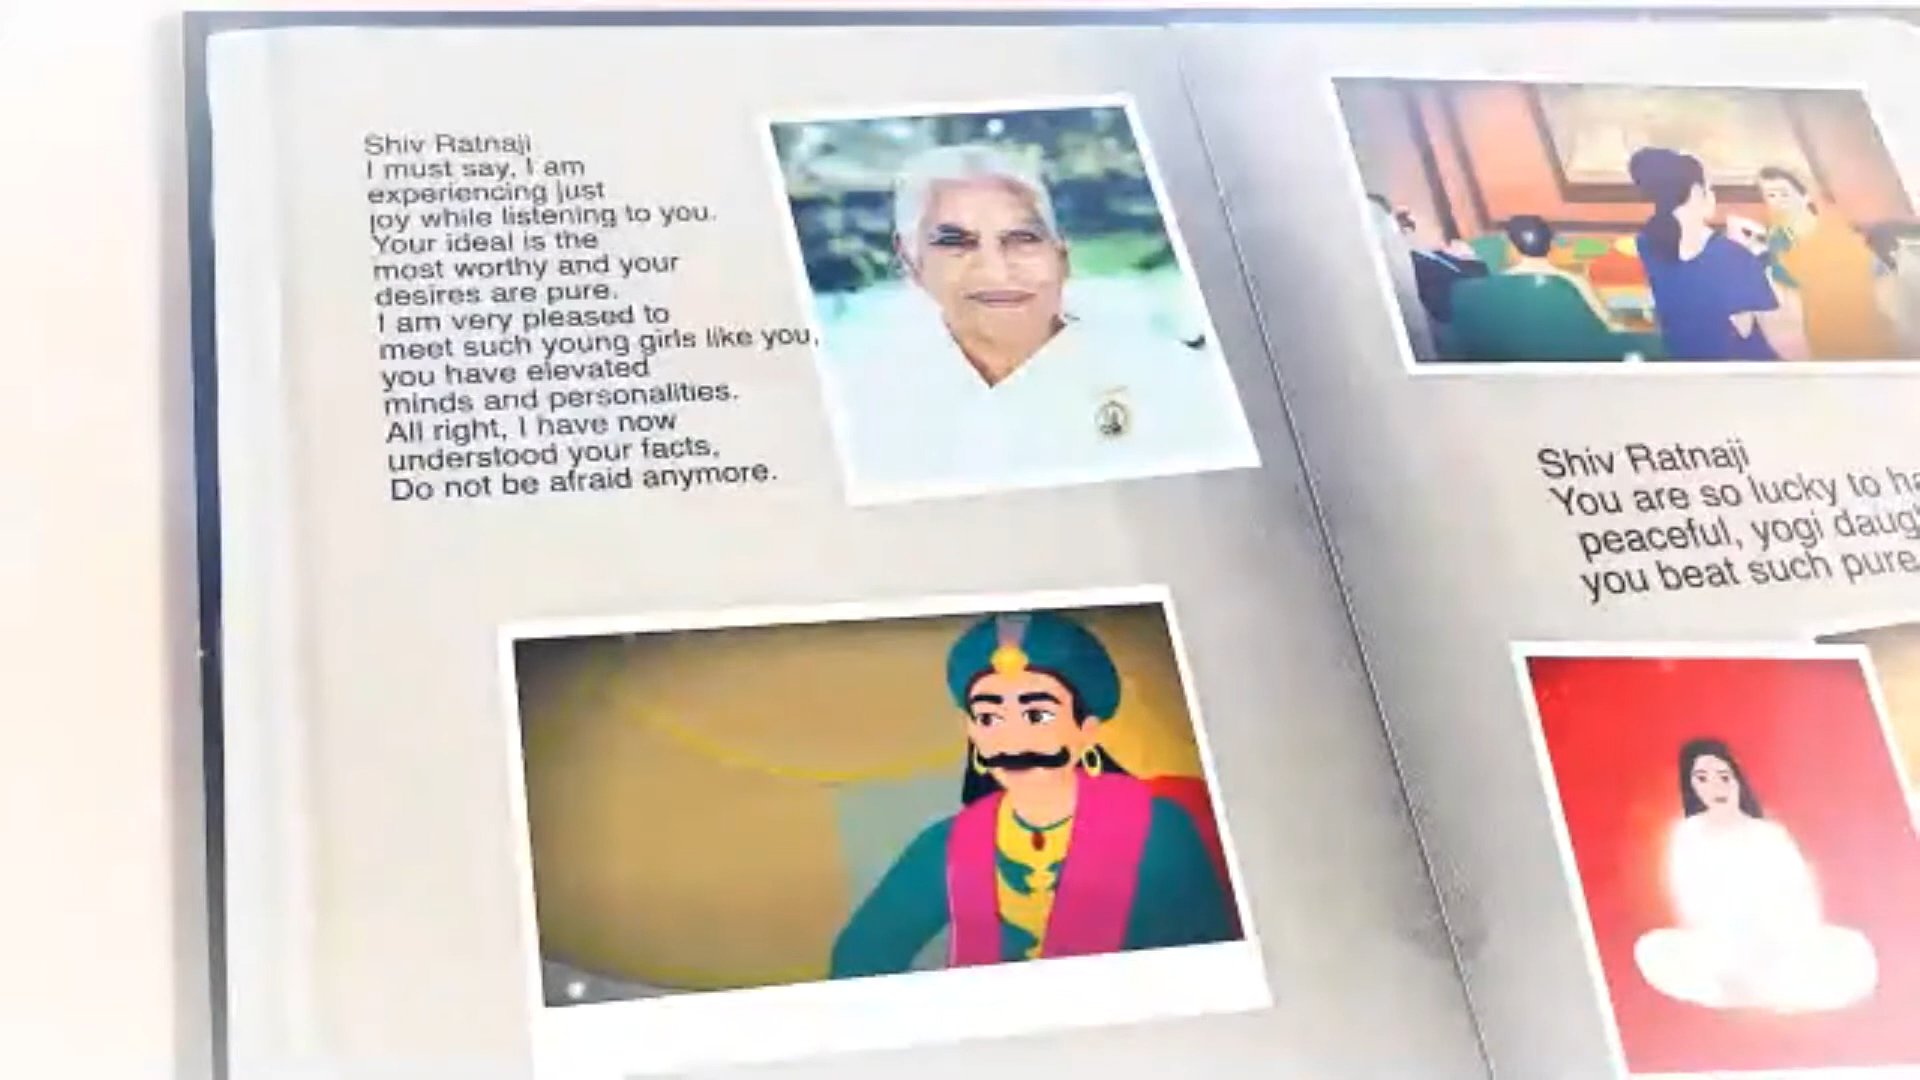 Shiv Ratnaji
I must say, I am
experiencing just
joy while listening to you.
Your ideal is the
most worthy and your
desires are pure.
I am very pleased to
meet such young girls like you,
you have elevated
minds and personalities.
All right, I have now
understood your facts,
Do not be afraid anymore.
Shiv Ratnaji
You are so lucky to
peaceful, yogi
you beat such pure